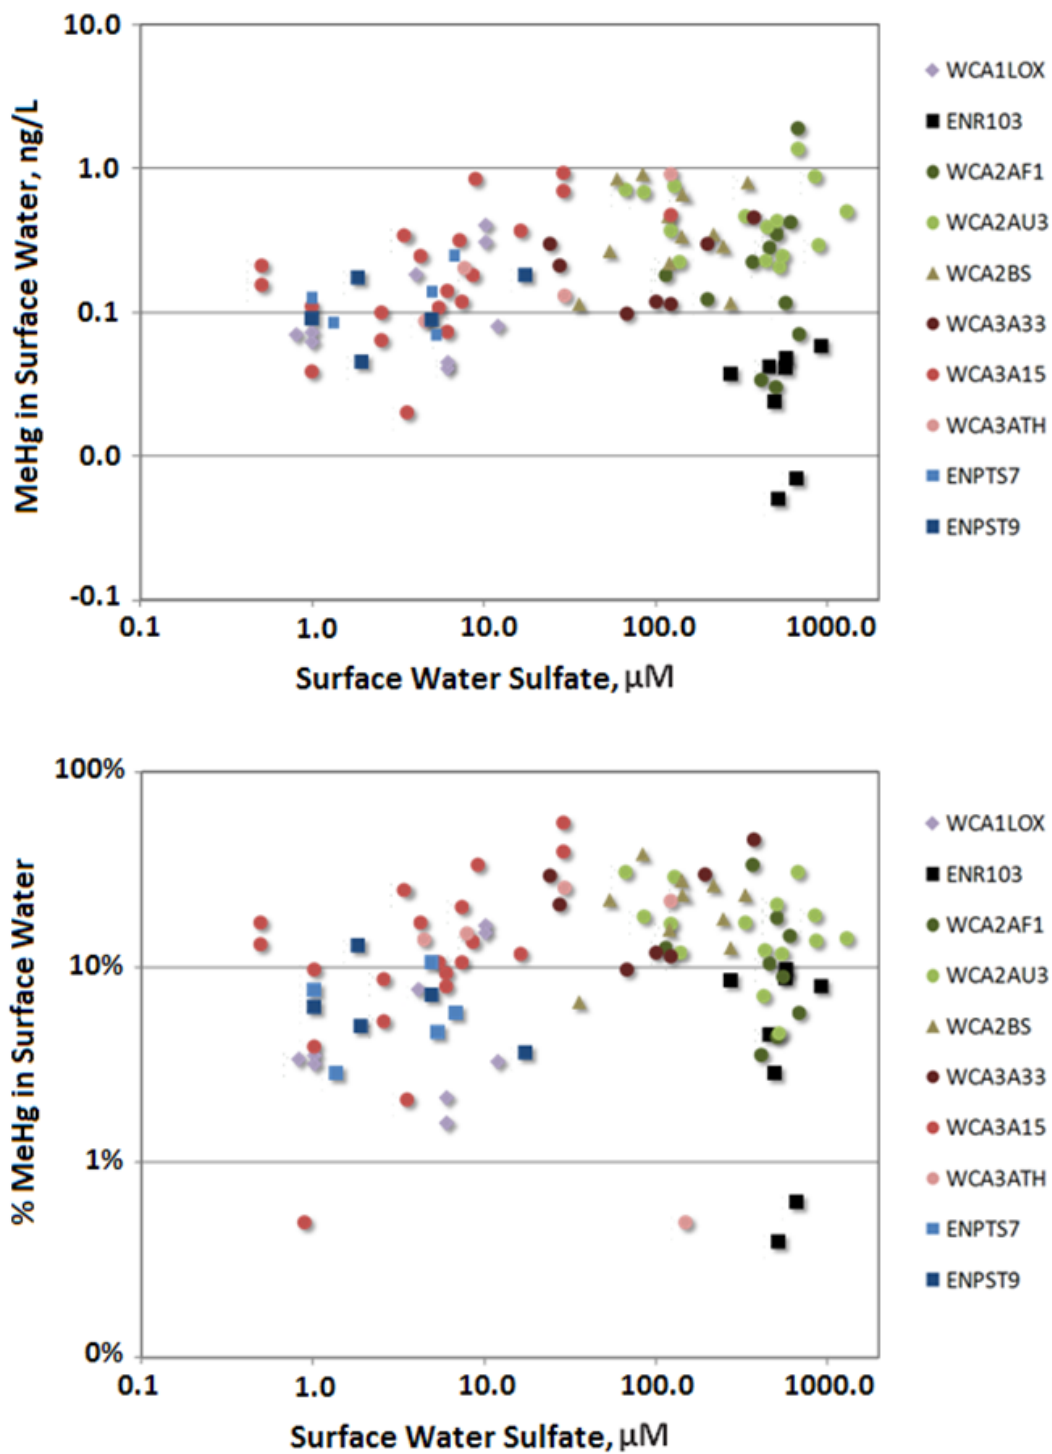 10.0
1.0
0.1
0.0
-0.1
MeHg in Surface Water, ng/L
0.1 1.0 10.0 100.0 1000.0
Surface Water Sulfate, μM
WCA1LOX
ENR103
WCA2AF1
WCA2AU3
WCA2BS
WCA3A33
WCA3A15
WCA3ATH
ENPTS7
ENPST9
100%
10%
1%
0%
% MeHg in Surface Water
0.1 1.0 10.0 100.0 1000.0
Surface Water Sulfate, μM
WCA1LOX
ENR103
WCA2AF1
WCA2AU3
WCA2BS
WCA3A33
WCA3A15
WCA3ATH
ENPTS7
ENPST9